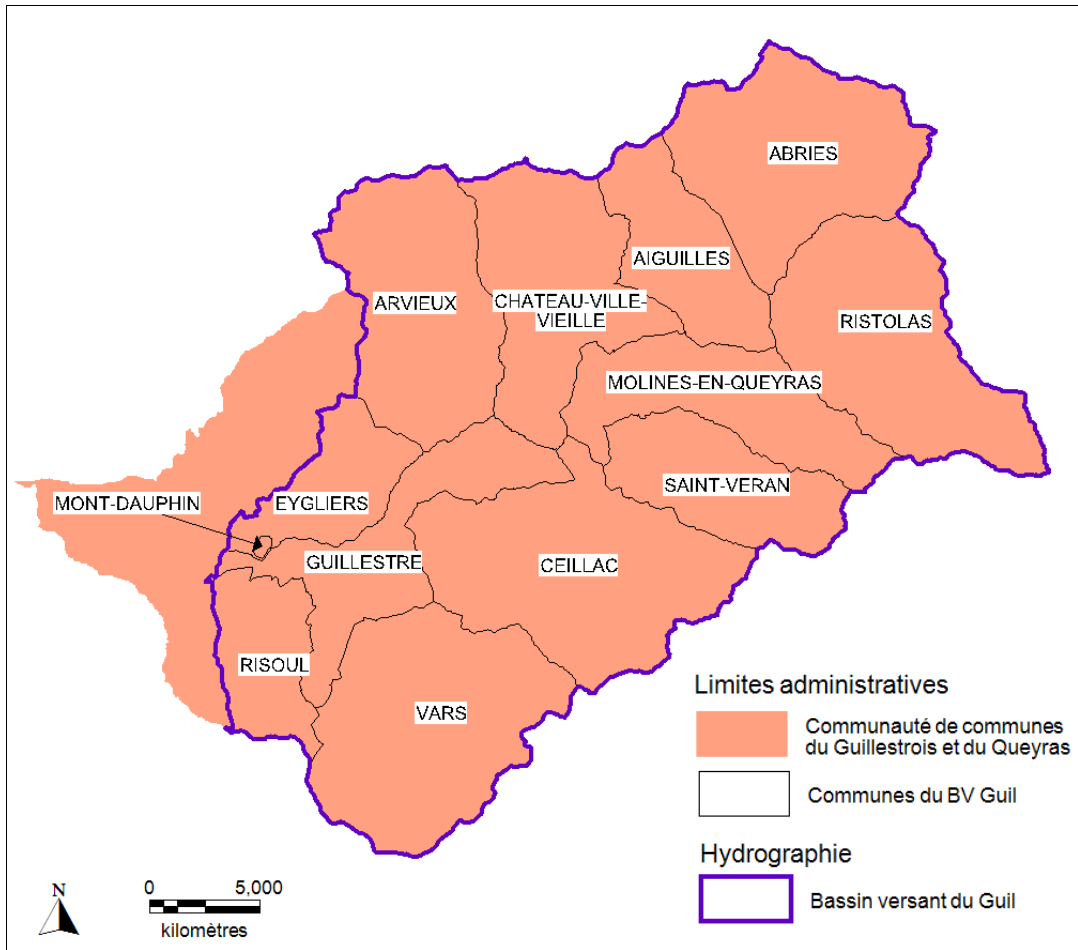 ABRIES
AIGUILLES
ARVIEUX
CHATEAU-VILLE-
VIEILLE
RISTOLAS
MOLINES-EN-QUEYRAS
SAINT-VERAN
MONT-DAUPHIN
EYGLIERS
GUILLESTRE
CEILLAC
RISOUL
VARS
Limites administratives
Communauté de communes
du Guillestrois et du Queyras
Communes du BV Guil
Hydrographie
Bassin versant du Guil
N
0 5,000
kilomètres